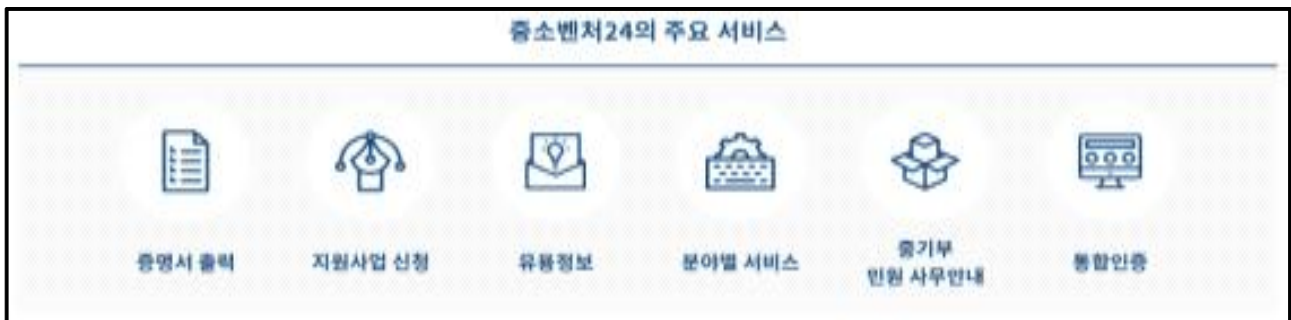 중소벤처24의 주요 서비스
증명서 출력
지원사업 신청
유용정보
분야별 서비스
중기부
민원 사무안내
통합인증